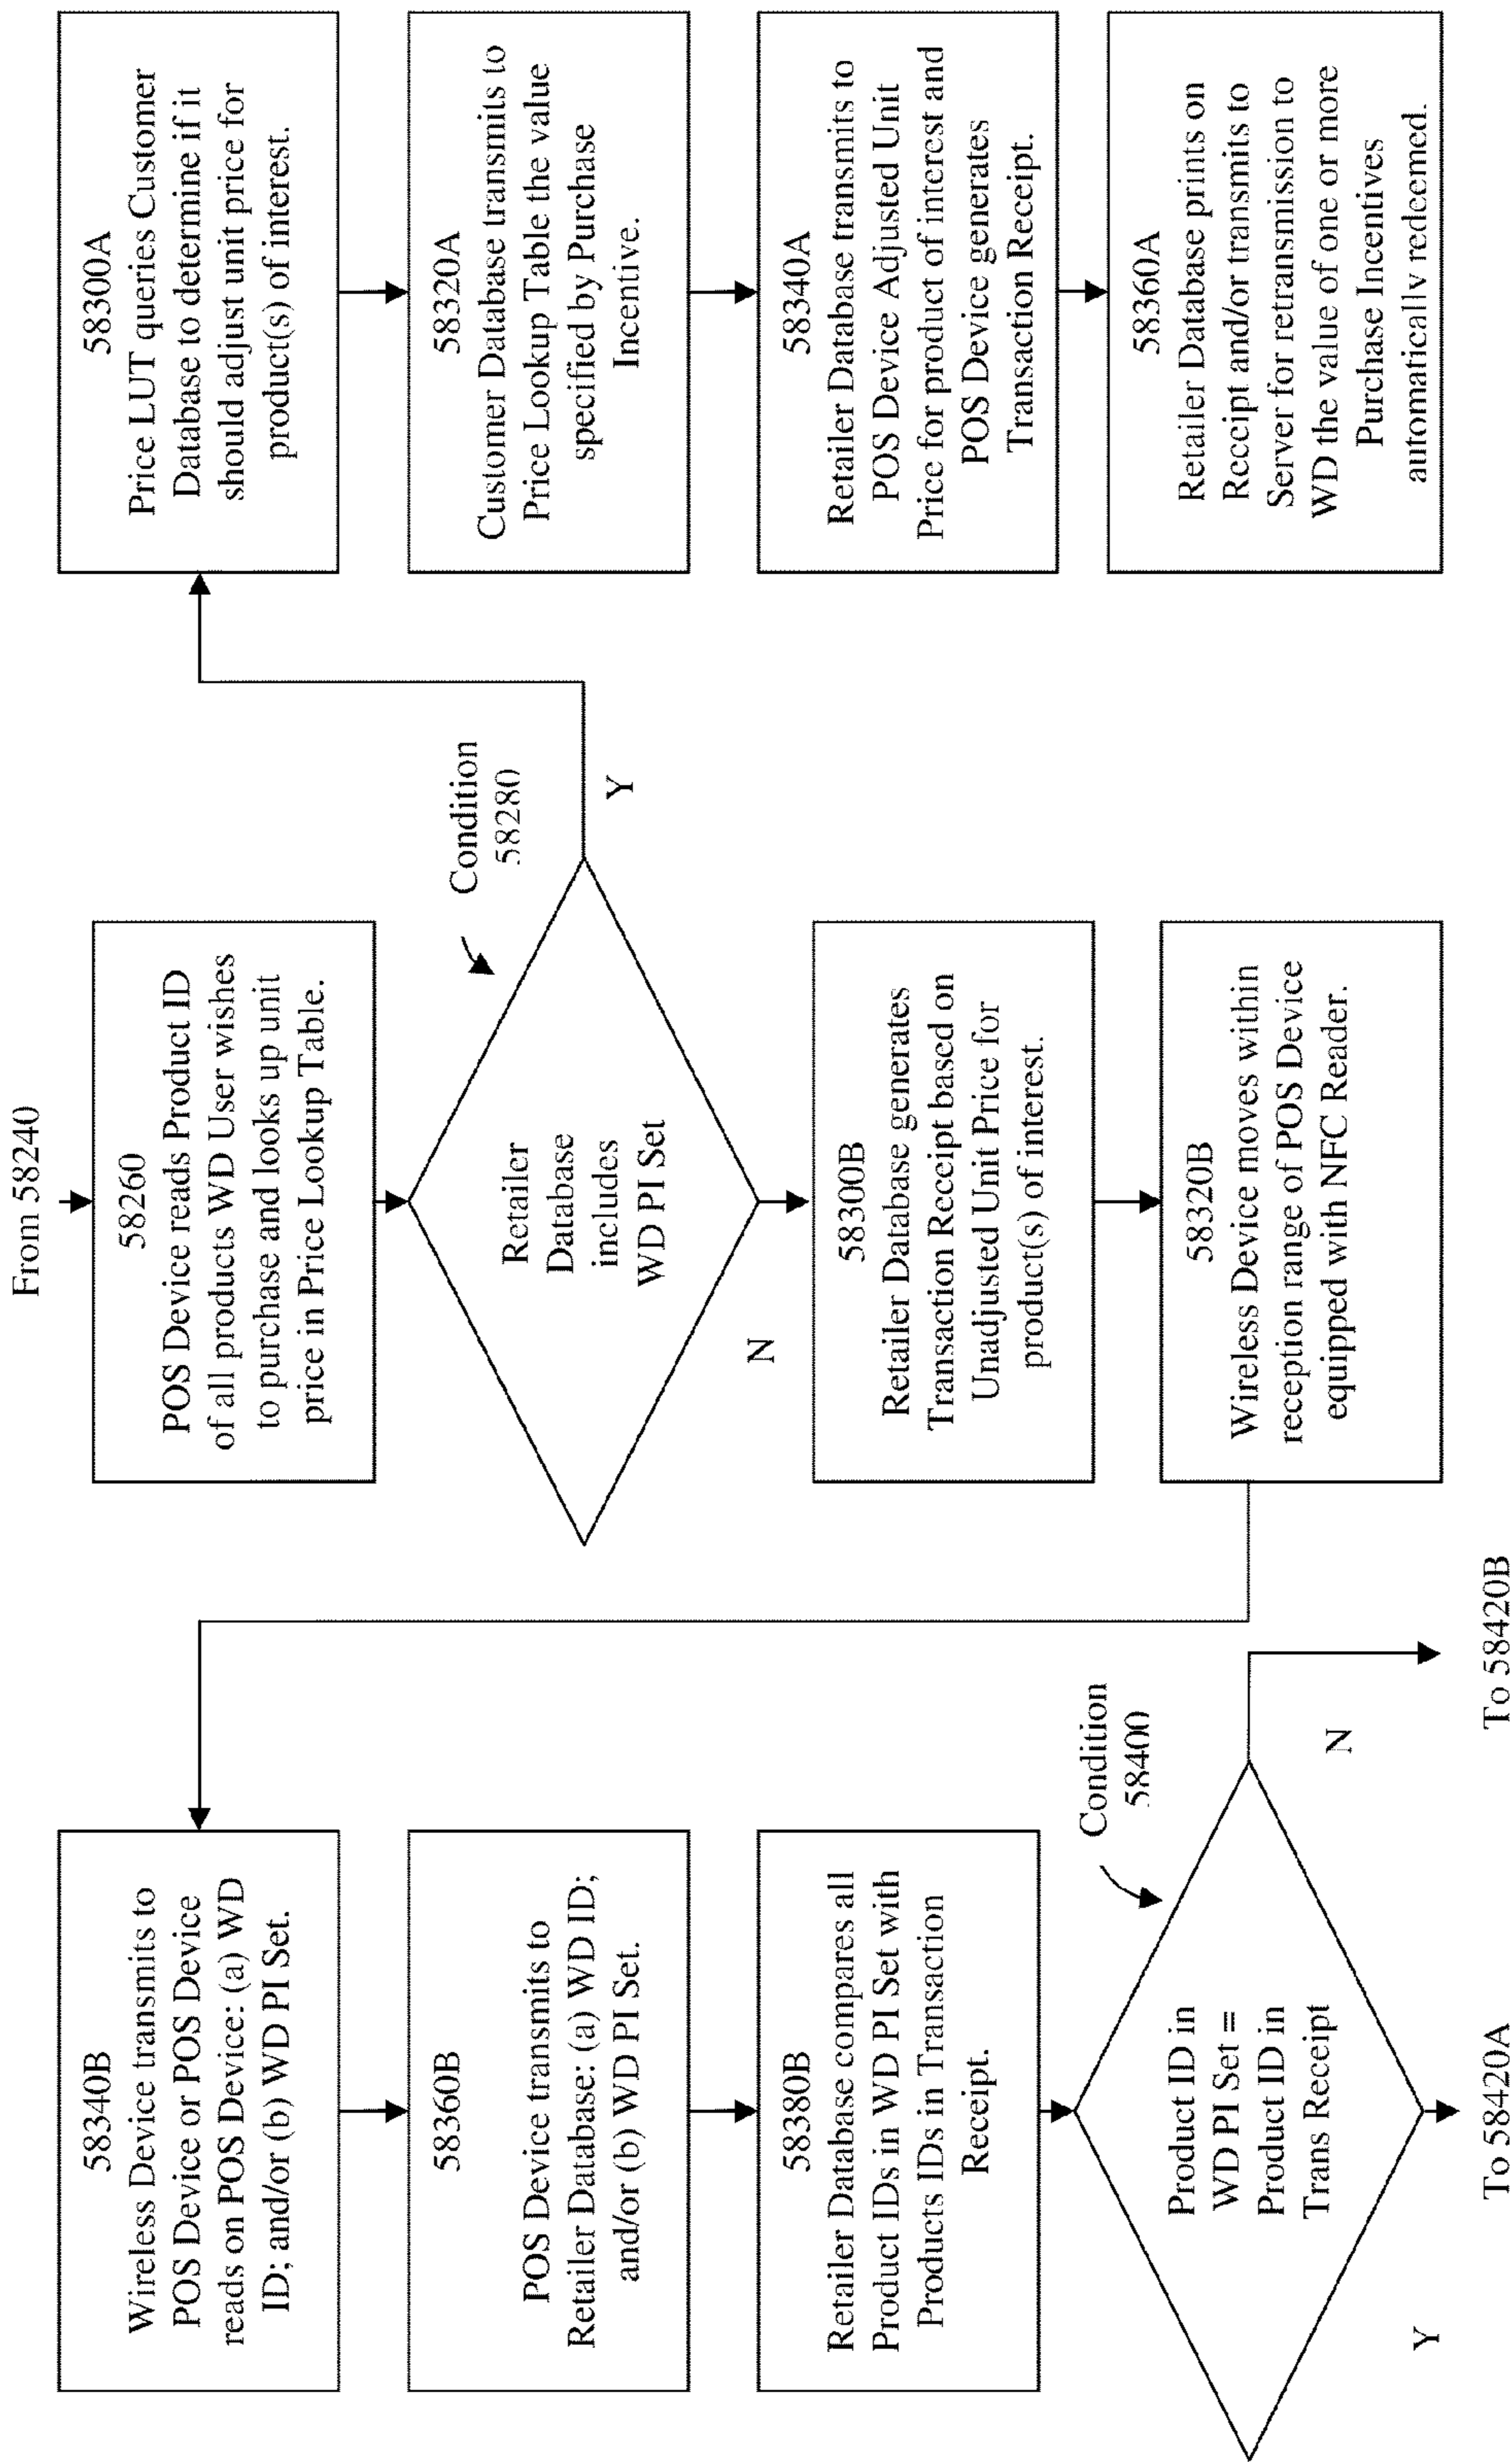 From 58240
58260
POS Device reads Product ID
of all products WD User wishes
to purchase and looks up unit
price in Price Lookup Table.
Condition
58280
Retailer
Database
includes
WD PI Set
Y
N
58300A
Price LUT queries Customer
Database to determine if it
should adjust unit price for
product(s) of interest.
58320A
Customer Database transmits to
Price Lookup Table the value
specified by Purchase
Incentive.
58340A
Retailer Database transmits to
POS Device Adjusted Unit
Price for product of interest and
POS Device generates
Transaction Receipt.
58360A
Retailer Database prints on
Receipt and/or transmits to
Server for retransmission to
WD the value of one or more
Purchase Incentives
automatically redeemed.
58300B
Retailer Database generates
Transaction Receipt based on
Unadjusted Unit Price for
product(s) of interest.
58320B
Wireless Device moves within
reception range of POS Device
equipped with NFC Reader.
58340B
Wireless Device transmits to
POS Device or POS Device
reads on POS Device: (a) WD
ID; and/or (b) WD PI Set.
58360B
POS Device transmits to
Retailer Database: (a) WD ID;
and/or (b) WD PI Set.
58380B
Retailer Database compares all
Product IDs in WD PI Set with
Products IDs in Transaction
Receipt.
Condition
58400
Product ID in
WD PI Set =
Product ID in
Trans Receipt
Y
N
To 58420A
To 58420B